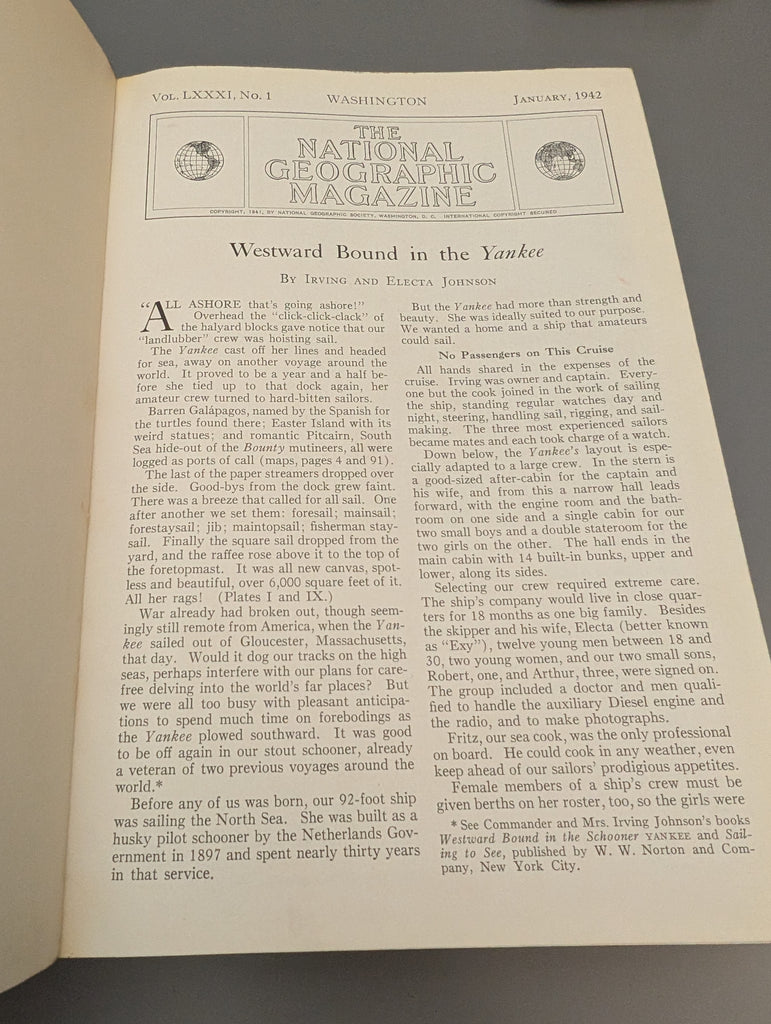 VOL. LXXXI, No. 1 WASHINGTON JANUARY, 1942
THE
NATIONAL
GEOGRAPHIC
MAGAZINE
COPYRIGHT, 1941, BY NATIONAL GEOGRAPHIC SOCIETY, WASHINGTON, D. C. INTERNATIONAL COPYRIGHT SECURED
Westward Bound in the Yankee
BY IRVING AND ELECTA JOHNSON
"ALL ASHORE that's going ashore!"
Overhead the "click-click-clack" of
the halyard blocks gave notice that our
"landlubber" crew was hoisting sail.
The Yankee cast off her lines and headed
for sea, away on another voyage around the
world. It proved to be a year and a half be-
fore she tied up to that dock again, her
amateur crew turned to hard-bitten sailors.
Barren Galápagos, named by the Spanish for
the turtles found there; Easter Island with its
weird statues; and romantic Pitcairn, South
Sea hide-out of the Bounty mutineers, all were
logged as ports of call (maps, pages 4 and 91).
The last of the paper streamers dropped over
the side. Good-bys from the dock grew faint.
There was a breeze that called for all sail. One
after another we set them: foresail; mainsail;
forestaysail; jib; maintopsail; fisherman stay-
sail. Finally the square sail dropped from the
yard, and the raffee rose above it to the top of
the foretopmast. It was all new canvas, spot-
less and beautiful, over 6,000 square feet of it.
All her rags! (Plates I and IX.)
War already had broken out, though seem-
ingly still remote from America, when the Yan-
kee sailed out of Gloucester, Massachusetts,
that day. Would it dog our tracks on the high
seas, perhaps interfere with our plans for care-
free delving into the world's far places? But
we were all too busy with pleasant anticipa-
tions to spend much time on forebodings as
the Yankee plowed southward. It was good
to be off again in our stout schooner, already
a veteran of two previous voyages around the
world.*
Before any of us was born, our 92-foot ship
was sailing the North Sea. She was built as a
husky pilot schooner by the Netherlands Gov-
ernment in 1897 and spent nearly thirty years
in that service.
But the Yankee had more than strength and
beauty. She was ideally suited to our purpose.
We wanted a home and a ship that amateurs
could sail.
No Passengers on This Cruise
All hands shared in the expenses of the
cruise. Irving was owner and captain. Every-
one but the cook joined in the work of sailing
the ship, standing regular watches day and
night, steering, handling sail, rigging, and sail-
making. The three most experienced sailors
became mates and each took charge of a watch.
Down below, the Yankee's layout is espe-
cially adapted to a large crew. In the stern is
a good-sized after-cabin for the captain and
his wife, and from this a narrow hall leads
forward, with the engine room and the bath-
room on one side and a single cabin for our
two small boys and a double stateroom for the
two girls on the other. The hall ends in the
main cabin with 14 built-in bunks, upper and
lower, along its sides.
Selecting our crew required extreme care.
The ship's company would live in close quar-
ters for 18 months as one big family. Besides
the skipper and his wife, Electa (better known
as "Exy"), twelve young men between 18 and
30, two young women, and our two small sons,
Robert, one, and Arthur, three, were signed on.
The group included a doctor and men quali-
fied to handle the auxiliary Diesel engine and
the radio, and to make photographs.
Fritz, our sea cook, was the only professional
on board. He could cook in any weather, even
keep ahead of our sailors' prodigious appetites.
Female members of a ship's crew must be
given berths on her roster, too, so the girls were
* See Commander and Mrs. Irving Johnson's books
Westward Bound in the Schooner YANKEE and Sail-
ing to See, published by W. W. Norton and Com-
pany, New York City.